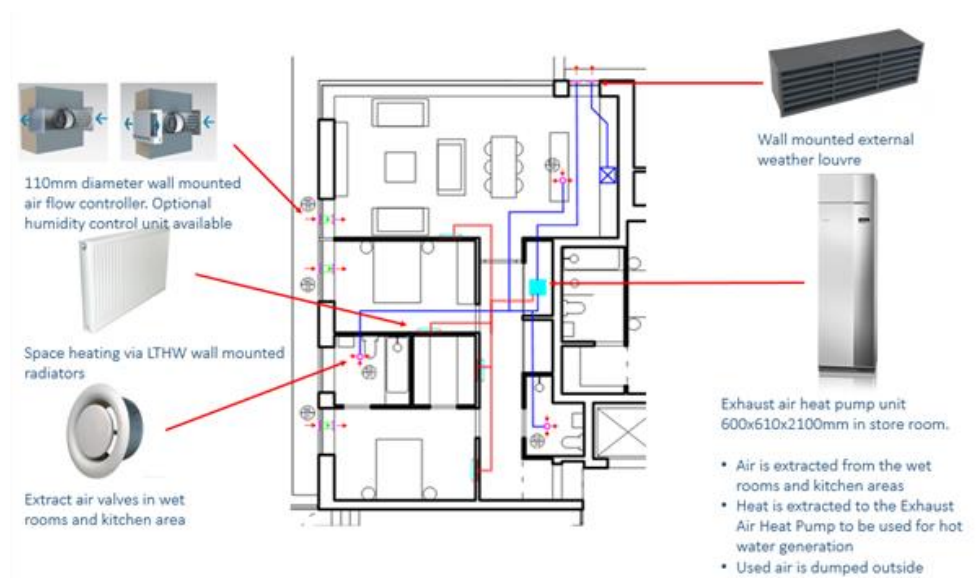 110mm diameter wall mounted
air flow controller. Optional
humidity control unit available
Space heating via LTHW wall mounted
radiators
Extract air valves in wet
rooms and kitchen area
Wall mounted external
weather louvre
Exhaust air heat pump unit
600x610x2100mm in store room.
• Air is extracted from the wet
rooms and kitchen areas
• Heat is extracted to the Exhaust
Air Heat Pump to be used for hot
water generation
• Used air is dumped outside